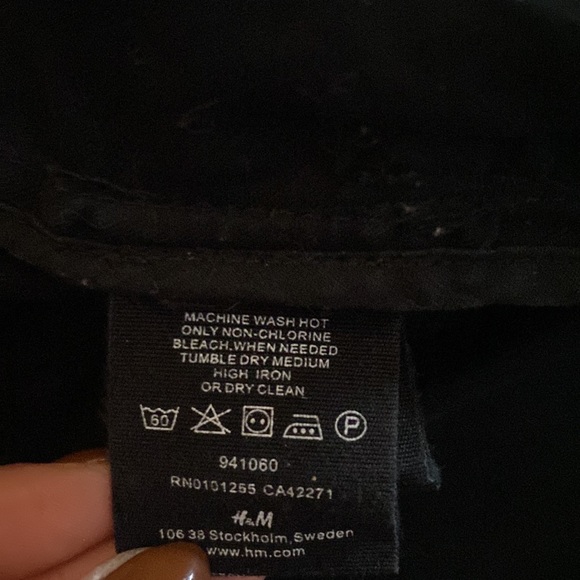 MACHINE WASH HOT
ONLY NON-CHLORINE
BLEACH.WHEN NEEDED
TUMBLE DRY MEDIUM
HIGH IRON
OR DRY CLEAN
60 P
941060
RN0101255 CA42271
H&M
106 38 Stockholm, Sweden
www.hm.com